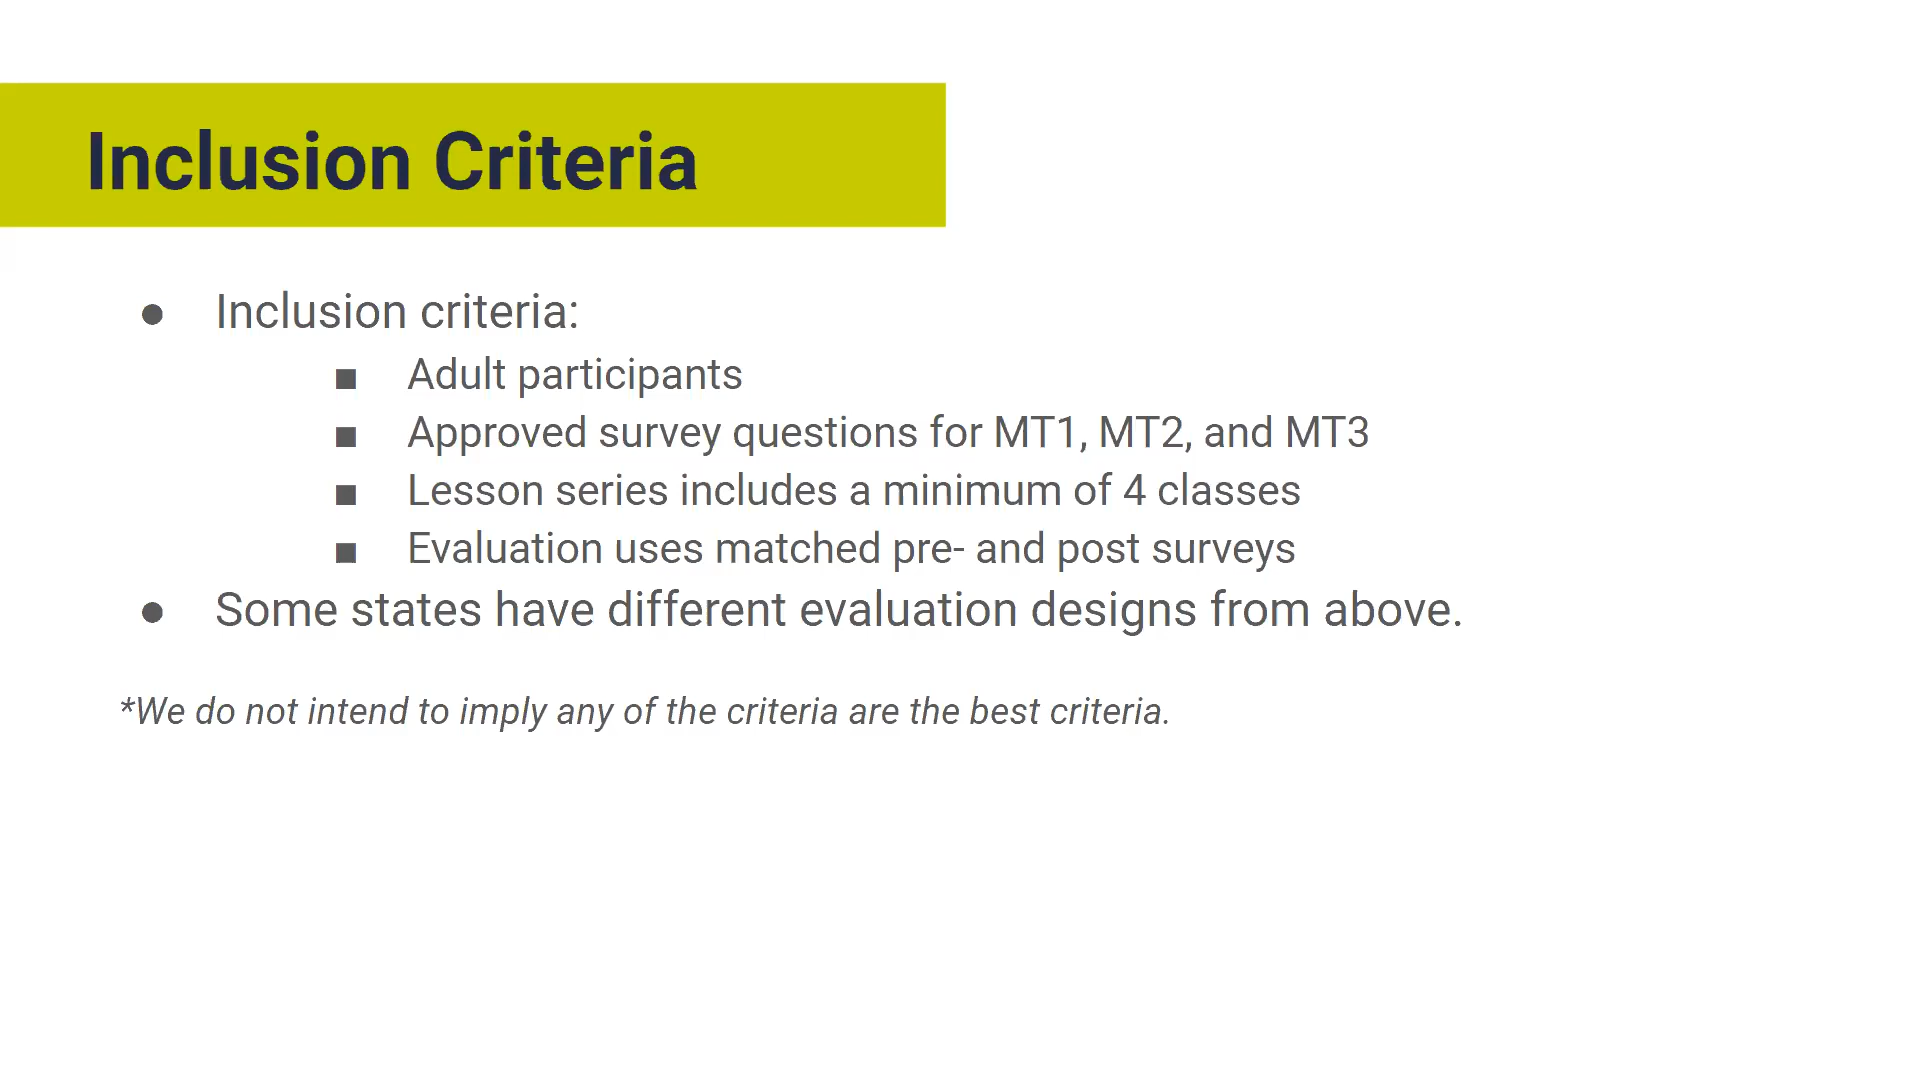 Inclusion Criteria
● Inclusion criteria:
■ Adult participants
■ Approved survey questions for MT1, MT2, and MT3
■ Lesson series includes a minimum of 4 classes
■ Evaluation uses matched pre- and post surveys
● Some states have different evaluation designs from above.
*We do not intend to imply any of the criteria are the best criteria.